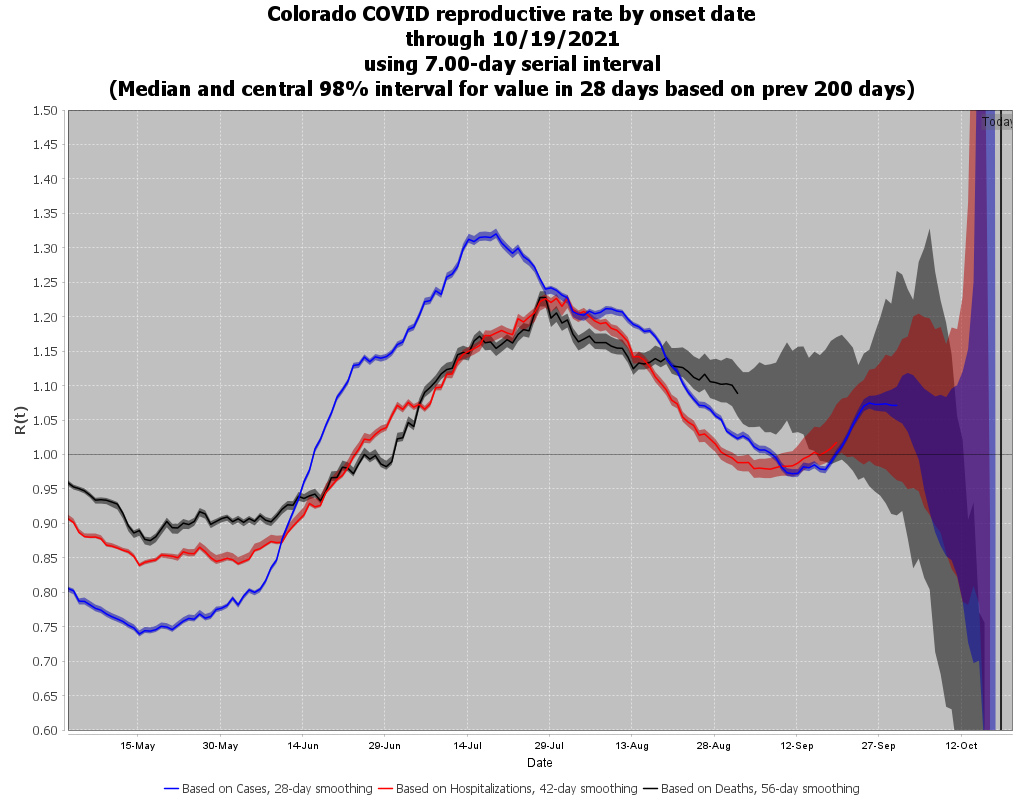 Colorado COVID reproductive rate by onset date
through 10/19/2021
using 7.00-day serial interval
(Median and central 98% interval for value in 28 days based on prev 200 days)
Today
1.50
1.45
1.40
1.35
1.30
1.25
1.20
1.15
1.10
1.05
1.00
0.95
0.90
0.85
0.80
0.75
0.70
0.65
0.60
R(t)
15-May 30-May 14-Jun 29-Jun 14-Jul 29-Jul 13-Aug 28-Aug 12-Sep 27-Sep 12-Oct
Date
Based on Cases, 28-day smoothing Based on Hospitalizations, 42-day smoothing Based on Deaths, 56-day smoothing